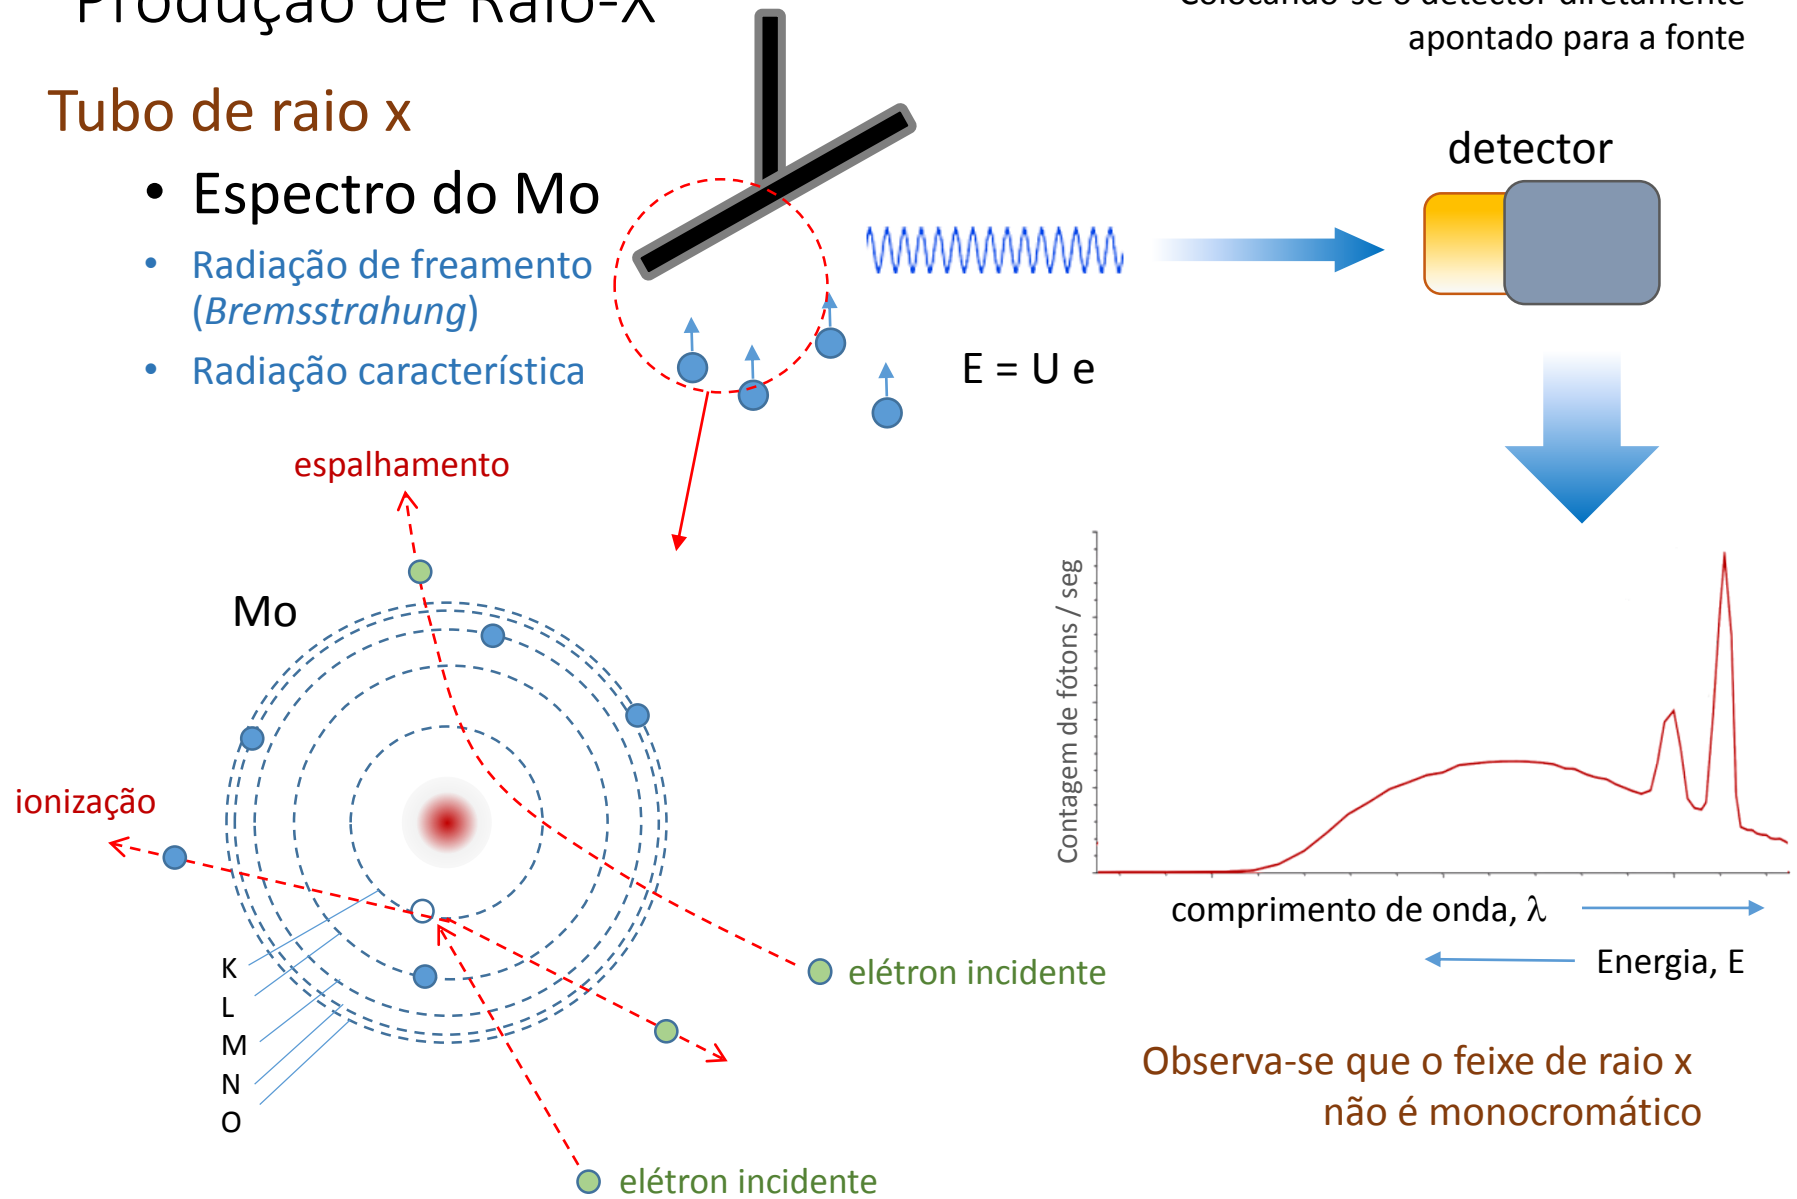 Produção de Raio-X
Colocando-se o detector diretamente
apontado para a fonte
Tubo de raio x
• Espectro do Mo
• Radiação de freamento
(Bremsstrahung)
• Radiação característica
detector
E = U e
espalhamento
Mo
ionização
K
L
M
N
O
elétron incidente
elétron incidente
Contagem de fótons / seg
comprimento de onda, λ
Energia, E
Observa-se que o feixe de raio x
não é monocromático